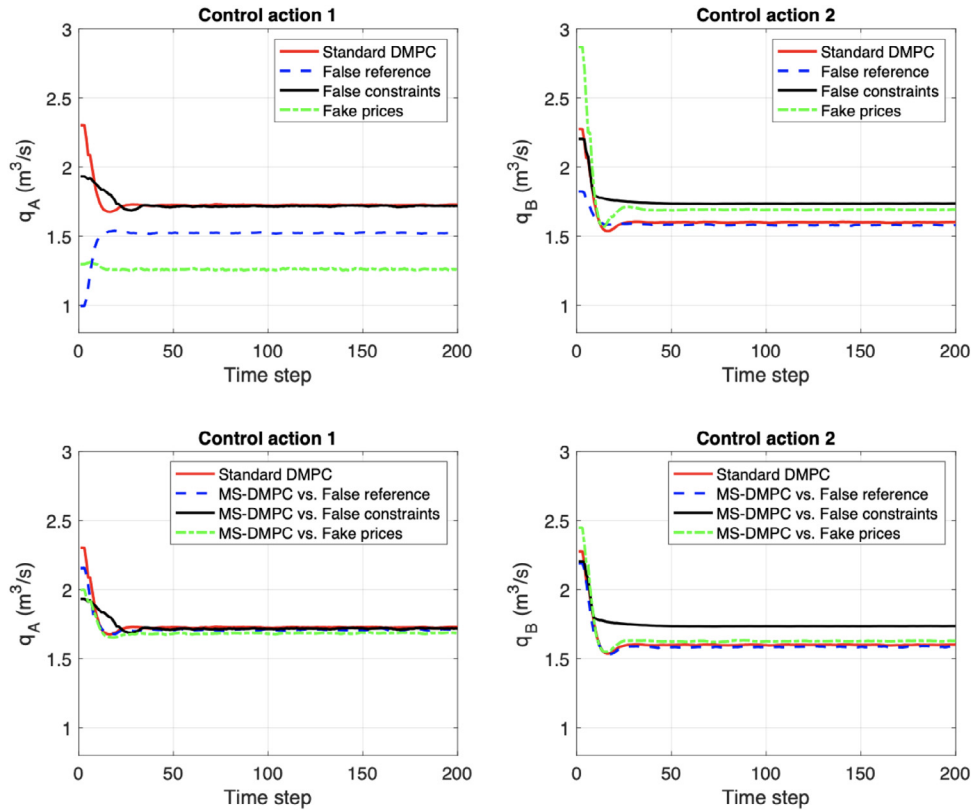 Control action 1
3
2.5
2
1.5
1
q_A (m^3/s)
0
50
100
150
200
Time step
Standard DMPC
False reference
False constraints
Fake prices
Control action 2
3
2.5
2
1.5
1
q_B (m^3/s)
0
50
100
150
200
Time step
Standard DMPC
False reference
False constraints
Fake prices
Control action 1
3
2.5
2
1.5
1
q_A (m^3/s)
0
50
100
150
200
Time step
Standard DMPC
MS-DMPC vs. False reference
MS-DMPC vs. False constraints
MS-DMPC vs. Fake prices
Control action 2
3
2.5
2
1.5
1
q_B (m^3/s)
0
50
100
150
200
Time step
Standard DMPC
MS-DMPC vs. False reference
MS-DMPC vs. False constraints
MS-DMPC vs. Fake prices